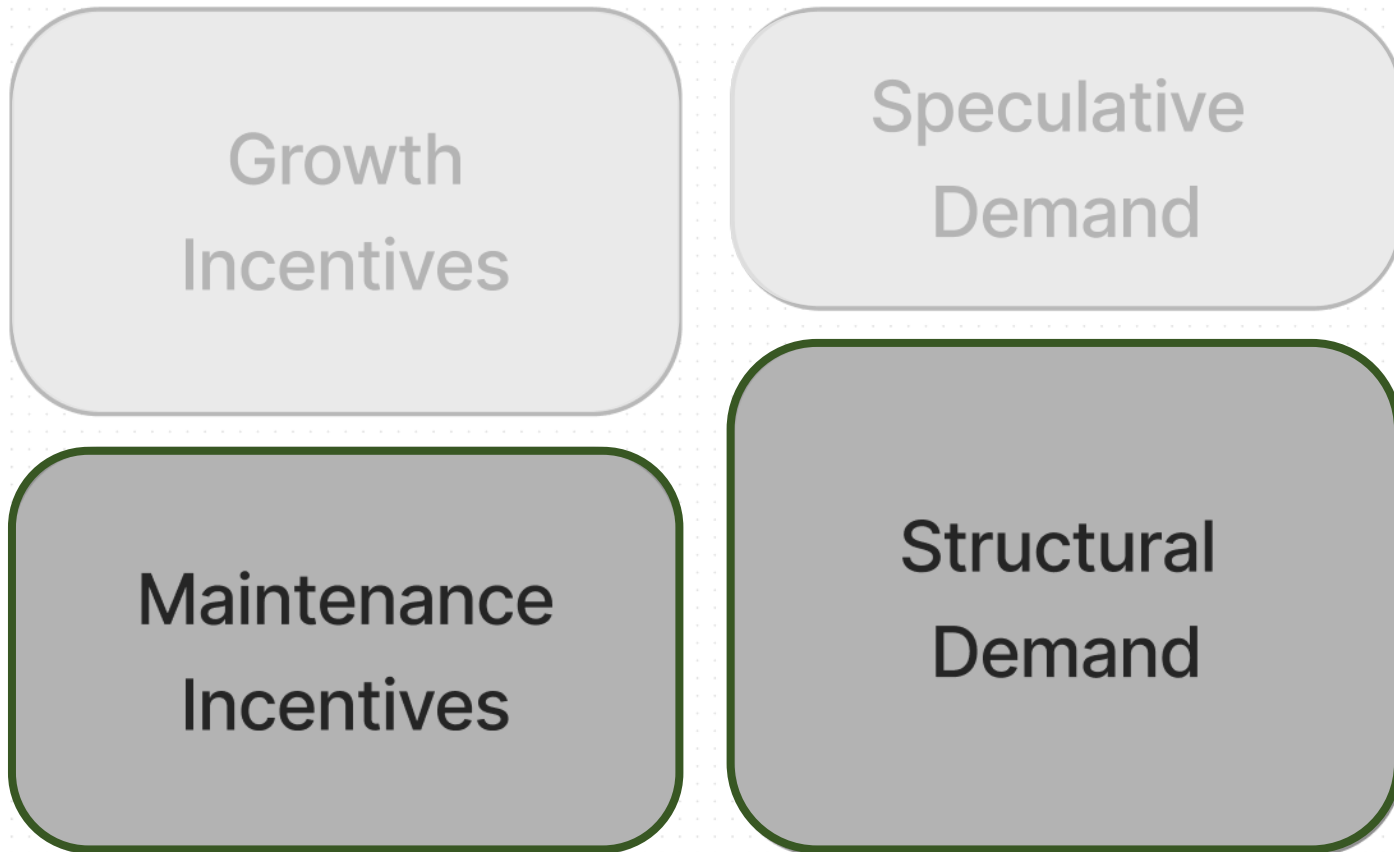 Growth
Incentives
Speculative
Demand
Maintenance
Incentives
Structural
Demand